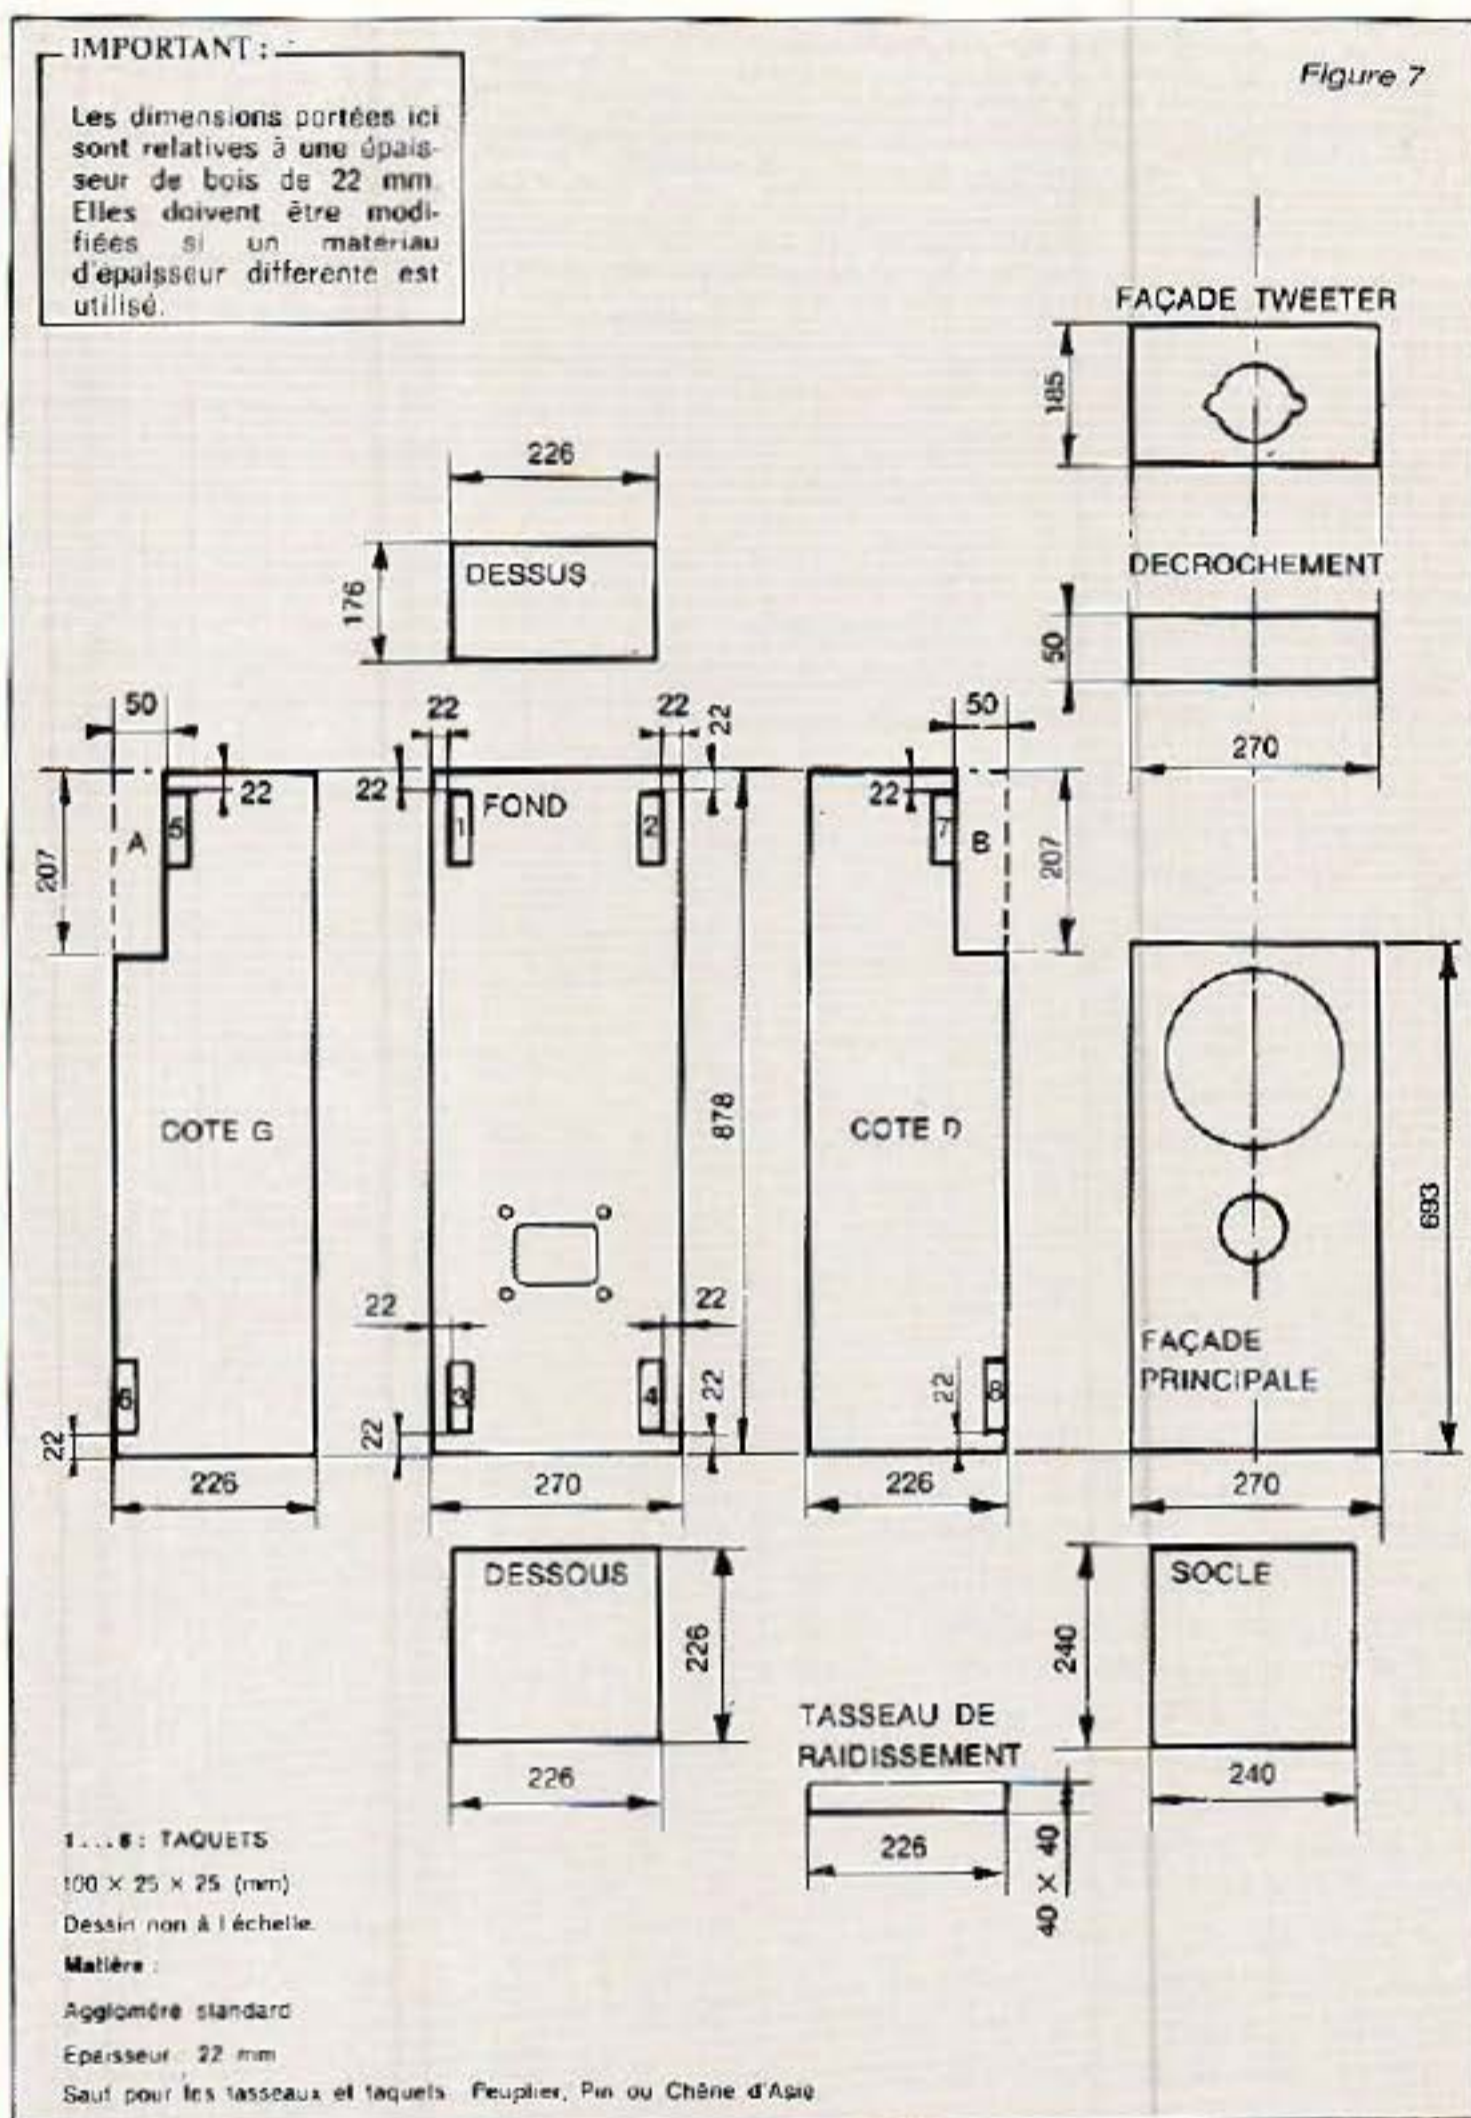 IMPORTANT :
Les dimensions portées ici
sont relatives à une épais-
seur de bois de 22 mm.
Elles doivent être modi-
fiées si un matériau
d'épaisseur differente est
utilisé.
Figure 7
FAÇADE TWEETER
185
226
DESSUS
176
DECROCHEMENT
50
270
50
22
22
22
50
22
22
22
A
5
1
FOND
2
7
B
207
207
COTE G
878
COTE D
693
22
22
FAÇADE
PRINCIPALE
6
3
4
8
22
22
22
22
226
270
226
270
DESSOUS
226
226
SOCLE
240
240
TASSEAU DE
RAIDISSEMENT
226
40 × 40
1...8 : TAQUETS
100 × 25 × 25 (mm)
Dessin non à l'échelle.
Matière :
Aggloméré standard
Epaisseur : 22 mm
Sauf pour les tasseaux et taquets Peuplier, Pin ou Chêne d'Asie